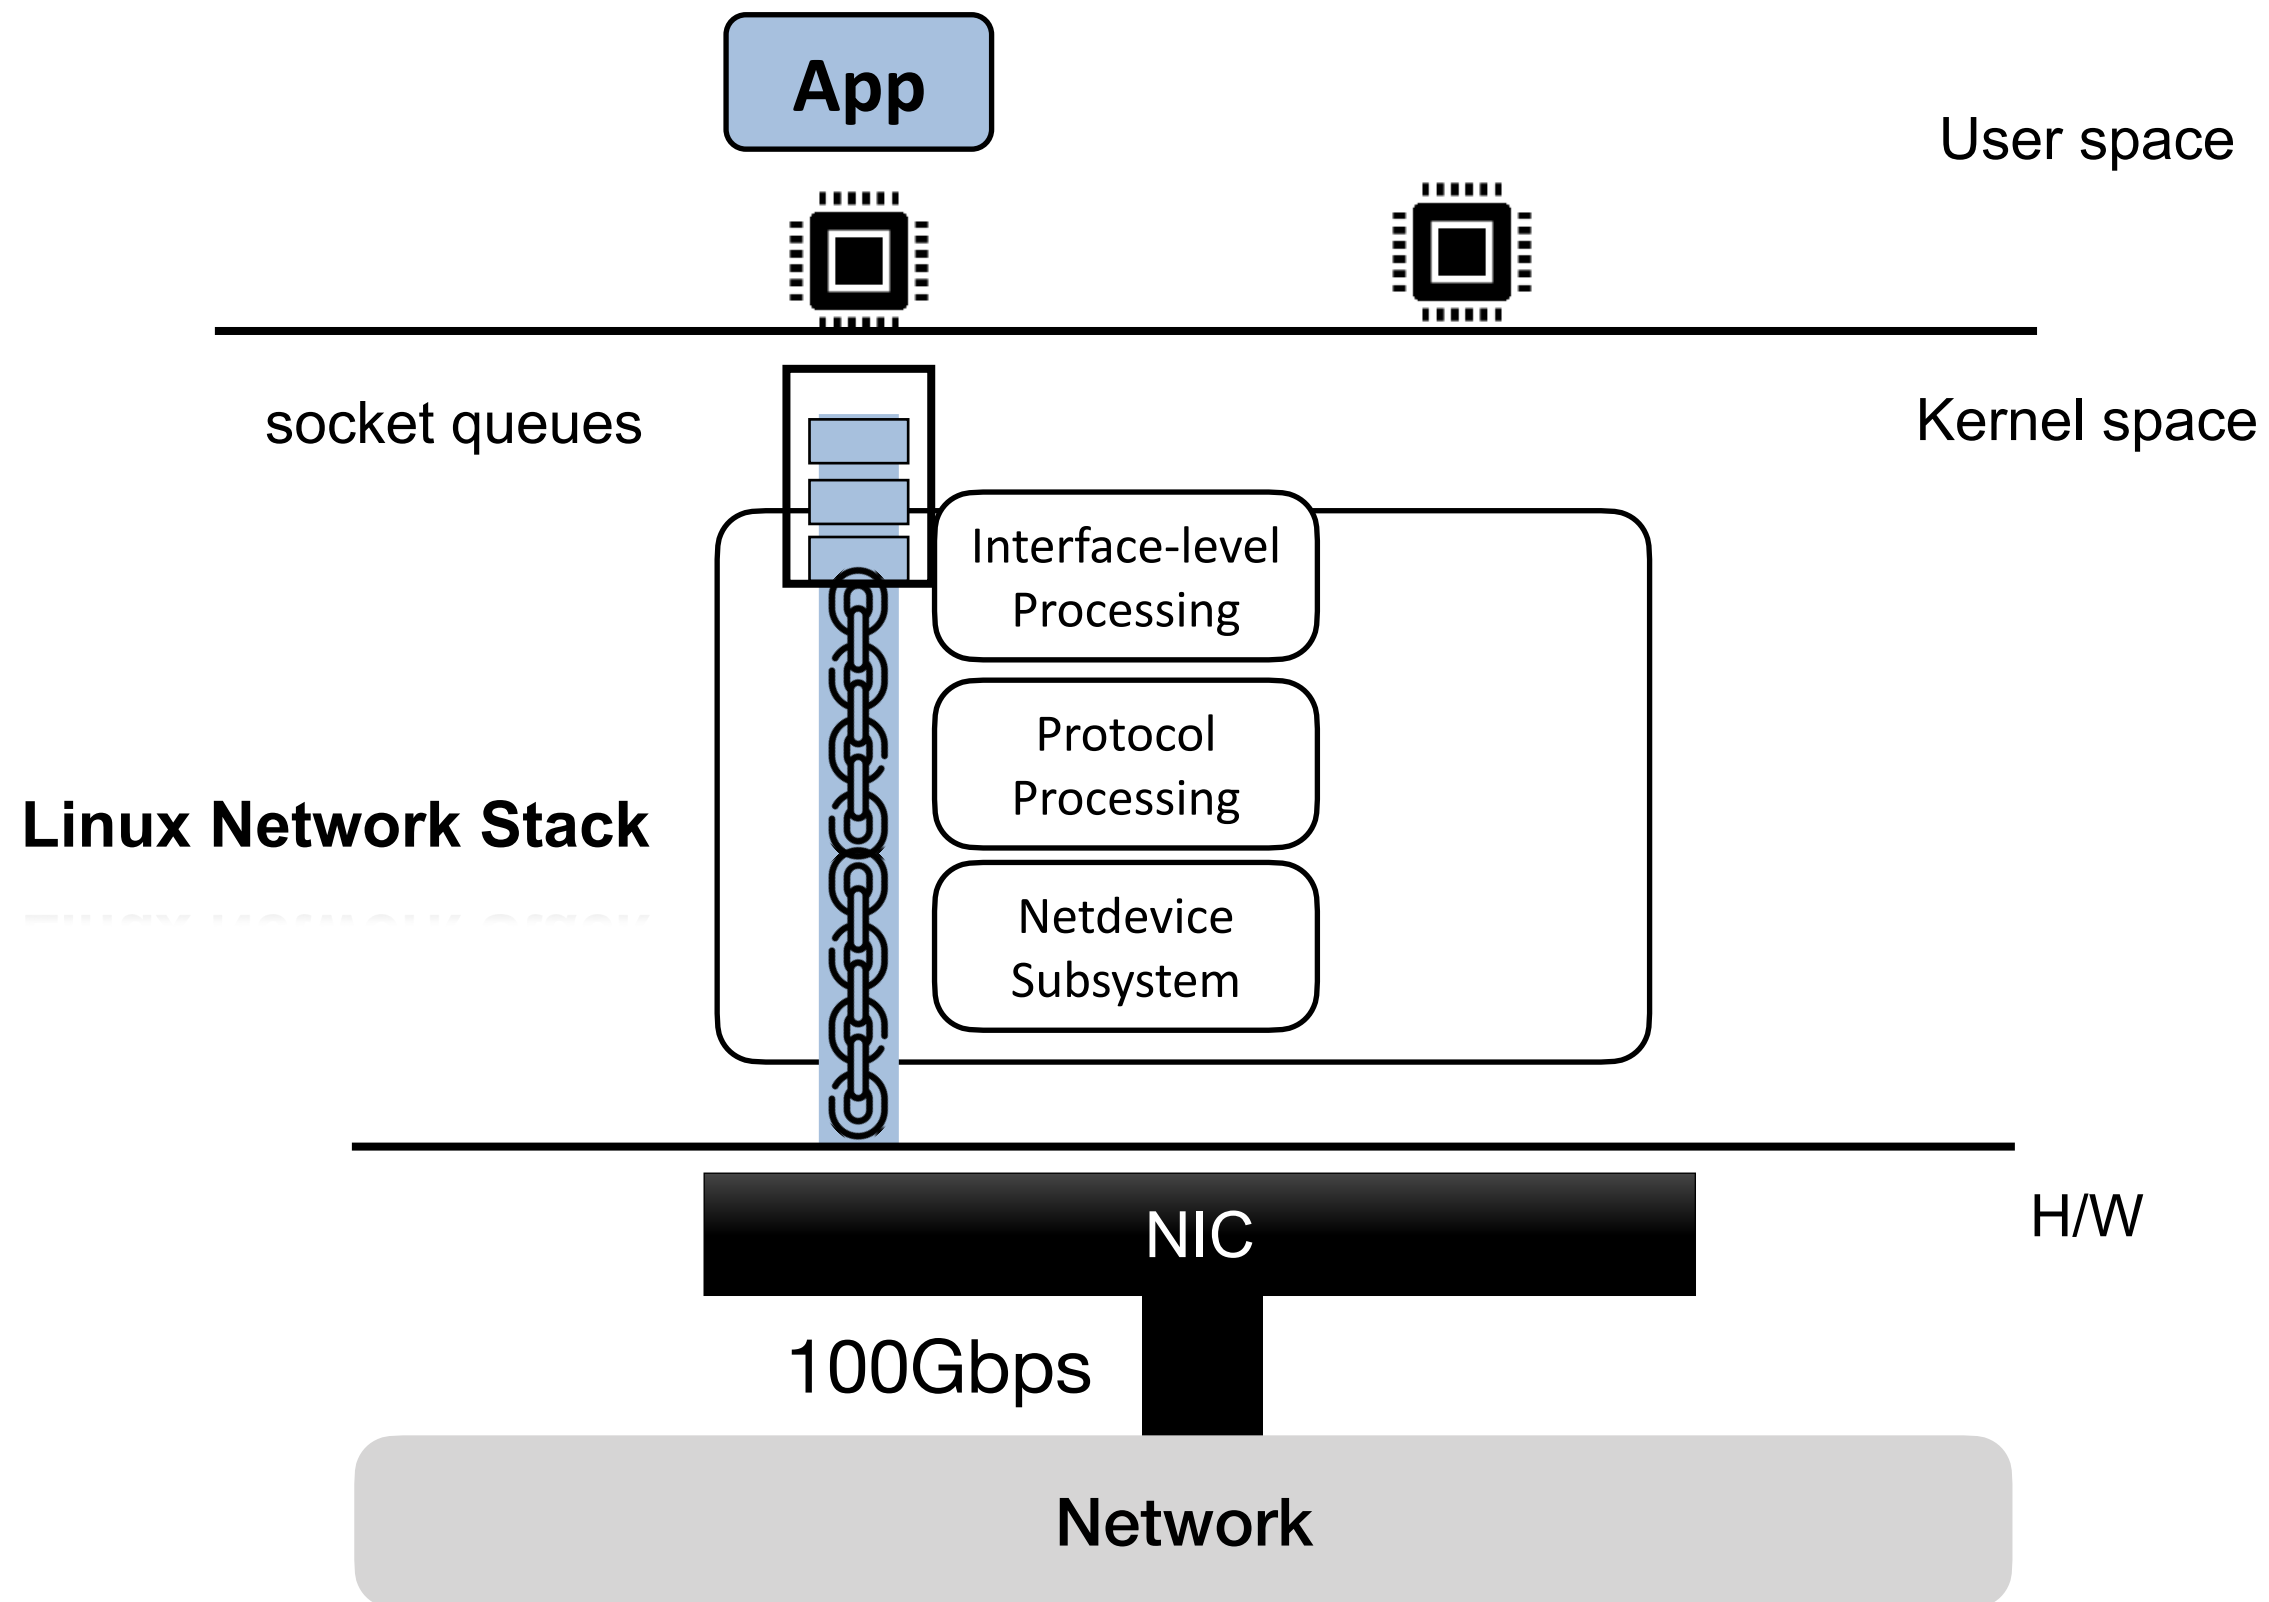 App
User space
socket queues
Kernel space
Interface-level
Processing
Protocol
Processing
Linux Network Stack
Netdevice
Subsystem
NIC
H/W
100Gbps
Network